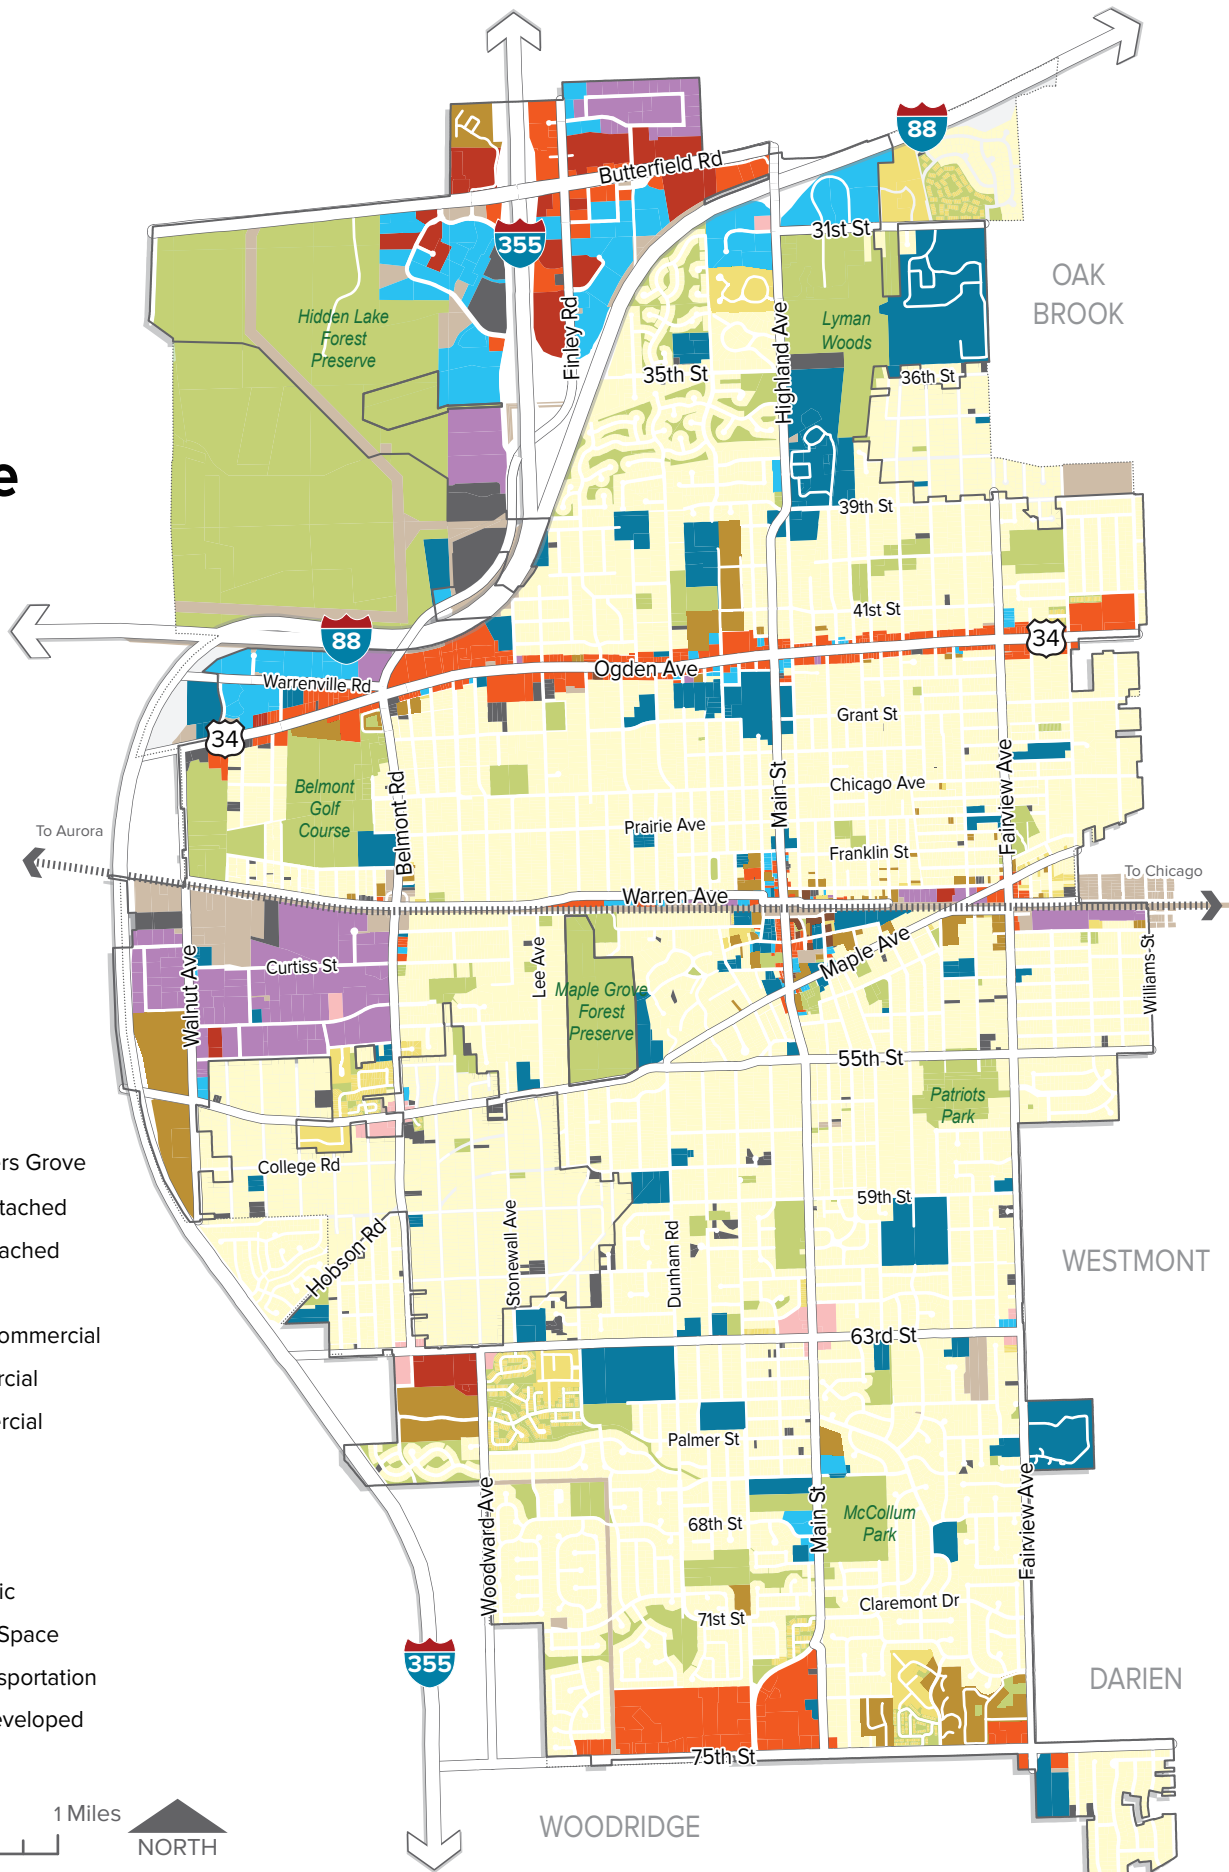 88
Butterfield Rd
31st St
355
OAK
BROOK
Hidden Lake
Forest
Preserve
Finley Rd
Lyman
Woods
Highland Ave
35th St
36th St
e
39th St
41st St
88
34
Ogden Ave
Warrenville Rd
Grant St
34
Belmont
Golf
Course
Belmont Rd
Main St
Chicago Ave
Fairview Ave
Prairie Ave
To Aurora
Franklin St
To Chicago
Warren Ave
Walnut Ave
Curtiss St
Lee Ave
Maple Grove
Forest
Preserve
Maple Ave
Williams St
55th St
Patriots
Park
ers Grove
College Rd
tached
59th St
ached
Hobson Rd
Stonewall Ave
Dunham Rd
WESTMONT
ommercial
63rd St
rcial
ercial
Palmer St
Woodward Ave
Main St
McCollum
Park
Fairview Ave
68th St
ic
Claremont Dr
71st St
Space
355
sportation
DARIEN
eveloped
75th St
1 Miles
NORTH
WOODRIDGE